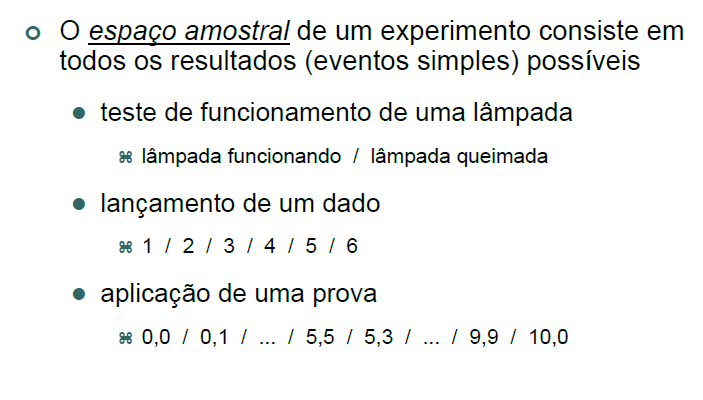 O espaço amostral de um experimento consiste em
todos os resultados (eventos simples) possíveis
teste de funcionamento de uma lâmpada
lâmpada funcionando / lâmpada queimada
lançamento de um dado
1 / 2 / 3 / 4 / 5 / 6
aplicação de uma prova
0,0 / 0,1 / ... / 5,5 / 5,3 / ... / 9,9 / 10,0